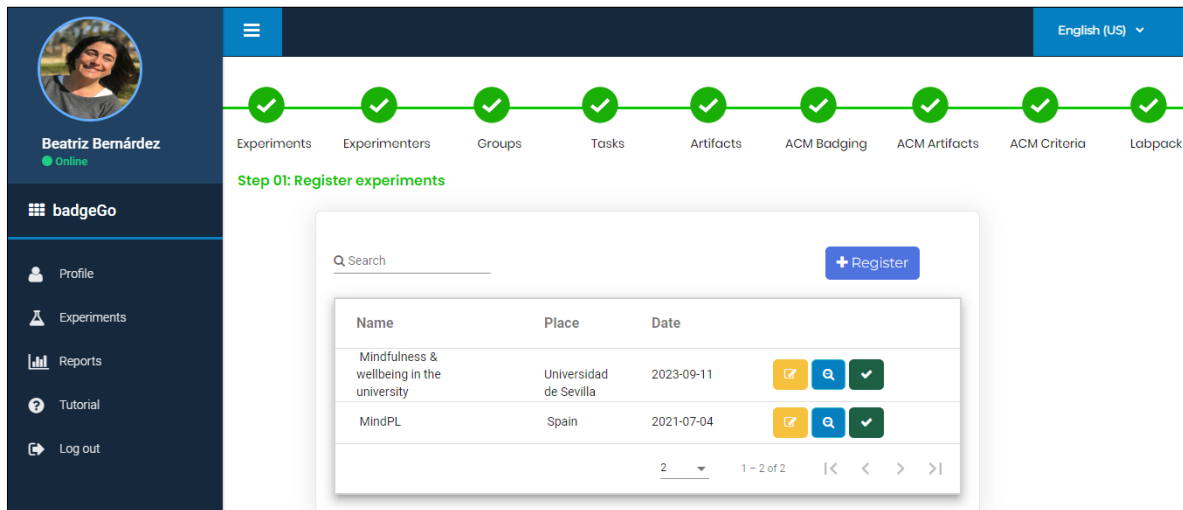 English (US)
Beatriz Bernárdez
Online
badgeGo
Profile
Experiments
Reports
Tutorial
Log out
Experiments Experimenters Groups Tasks Artifacts ACM Badging ACM Artifacts ACM Criteria Labpack
Step 01: Register experiments
Search
Register
Name Place Date
Mindfulness &
wellbeing in the
university
Universidad
de Sevilla
2023-09-11
MindPL Spain 2021-07-04
2 1 – 2 of 2